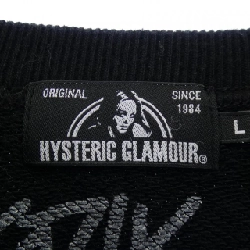 ORIGINAL SINCE
1984
HYSTERIC GLAMOUR®
L